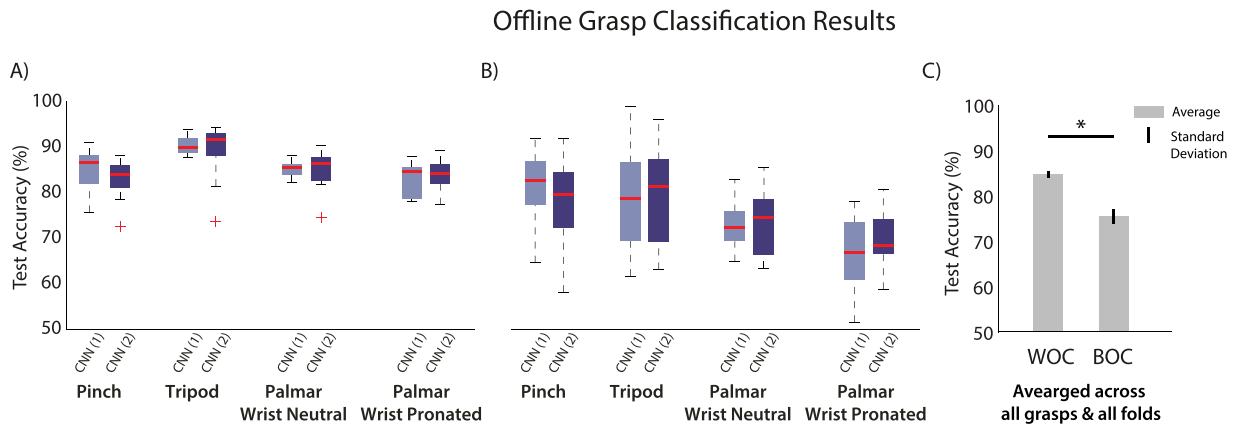 Offline Grasp Classification Results
A)
Test Accuracy (%)
100
90
80
70
60
50
CNN (1)
CNN (2)
CNN (1)
CNN (2)
CNN (1)
CNN (2)
CNN (1)
CNN (2)
Pinch
Tripod
Palmar
Wrist Neutral
Palmar
Wrist Pronated
B)
CNN (1)
CNN (2)
CNN (1)
CNN (2)
CNN (1)
CNN (2)
CNN (1)
CNN (2)
Pinch
Tripod
Palmar
Wrist Neutral
Palmar
Wrist Pronated
C)
Test Accuracy (%)
100
90
80
70
60
50
*
Average
Standard
Deviation
WOC
BOC
Avearged across
all grasps & all folds